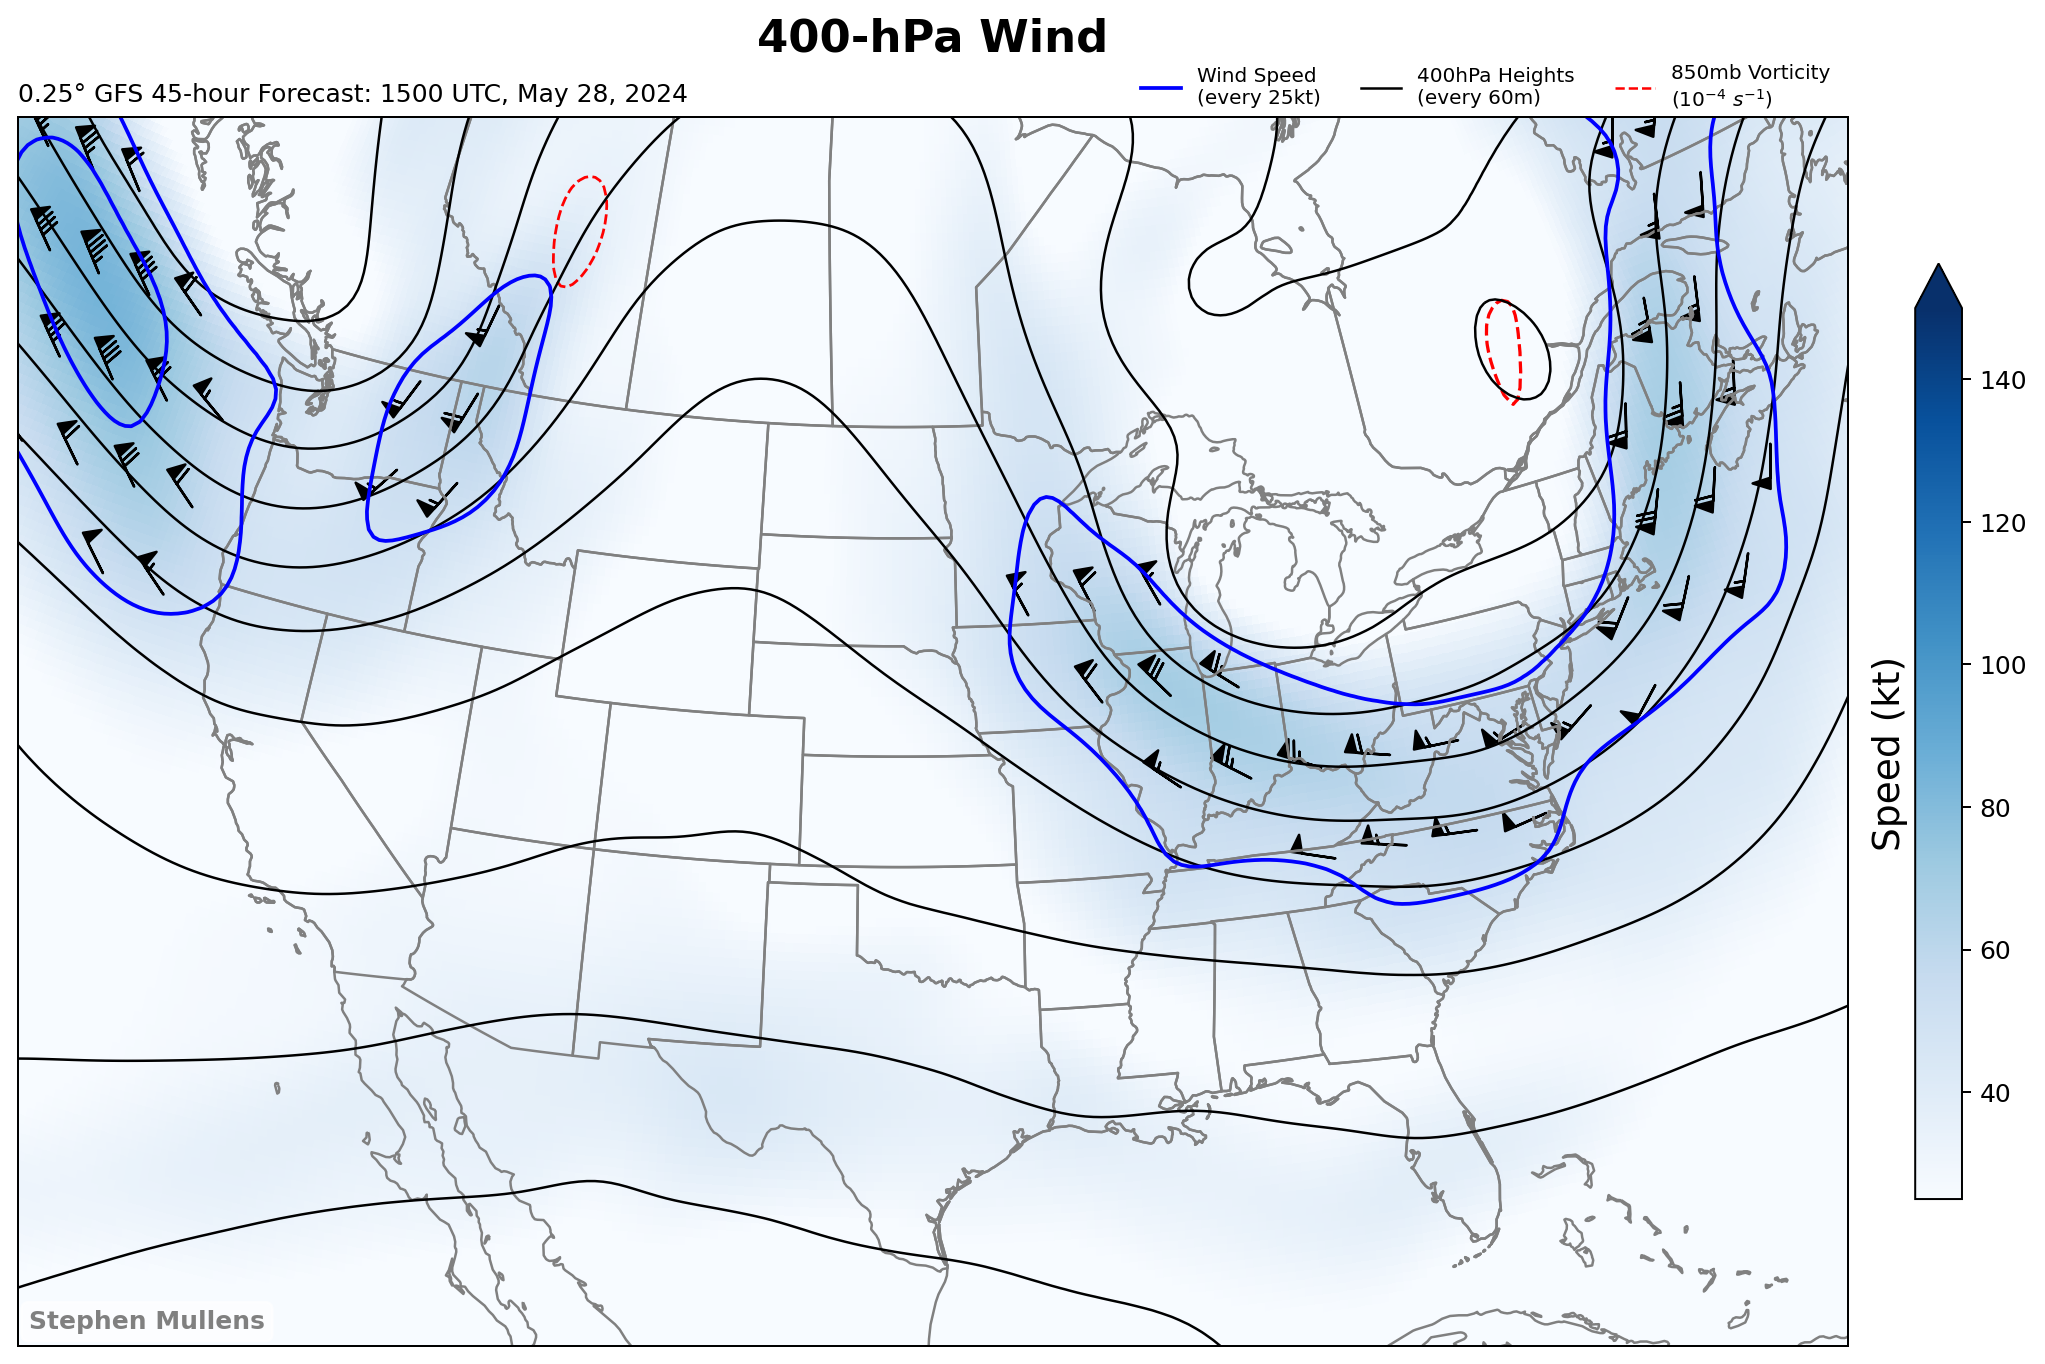 400-hPa Wind
0.25° GFS 45-hour Forecast: 1500 UTC, May 28, 2024
Wind Speed
(every 25kt)
400hPa Heights
(every 60m)
850mb Vorticity
(10⁻⁴ s⁻¹)
140
120
100
80
60
40
Speed (kt)
Stephen Mullens